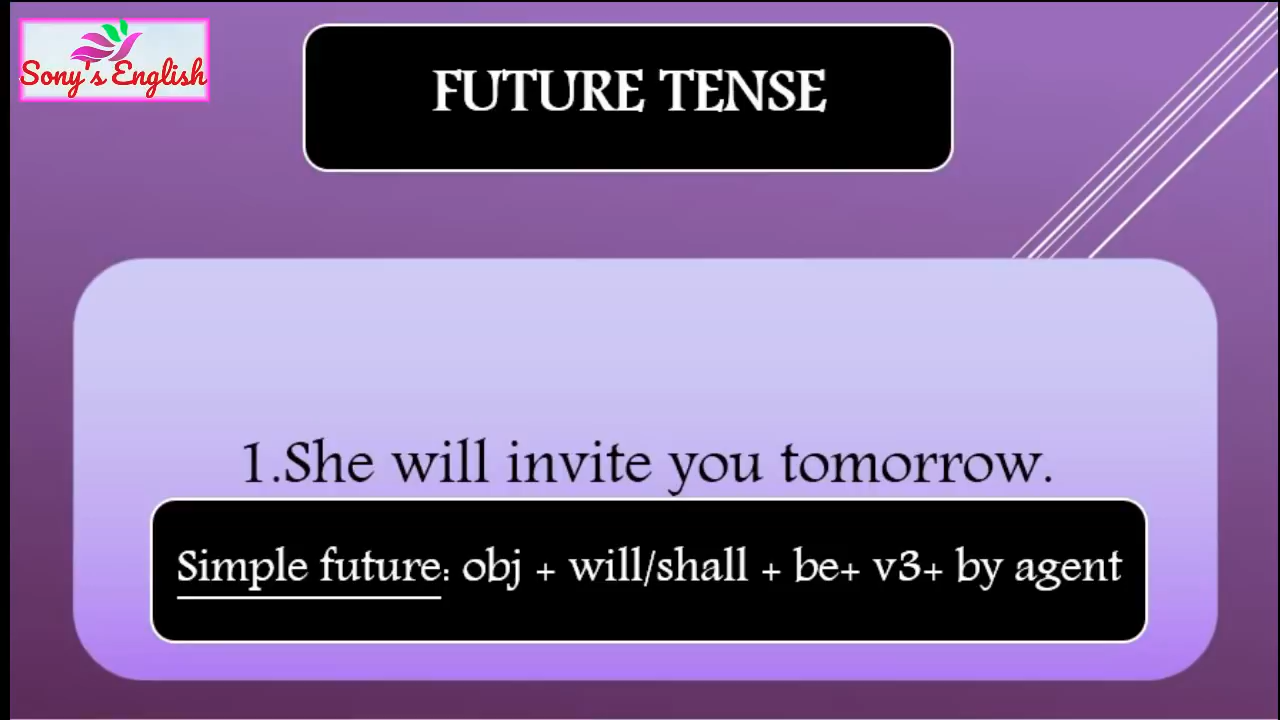 Sony's English
FUTURE TENSE
1.She will invite you tomorrow.
Simple future: obj + will/shall + be+ v3+ by agent